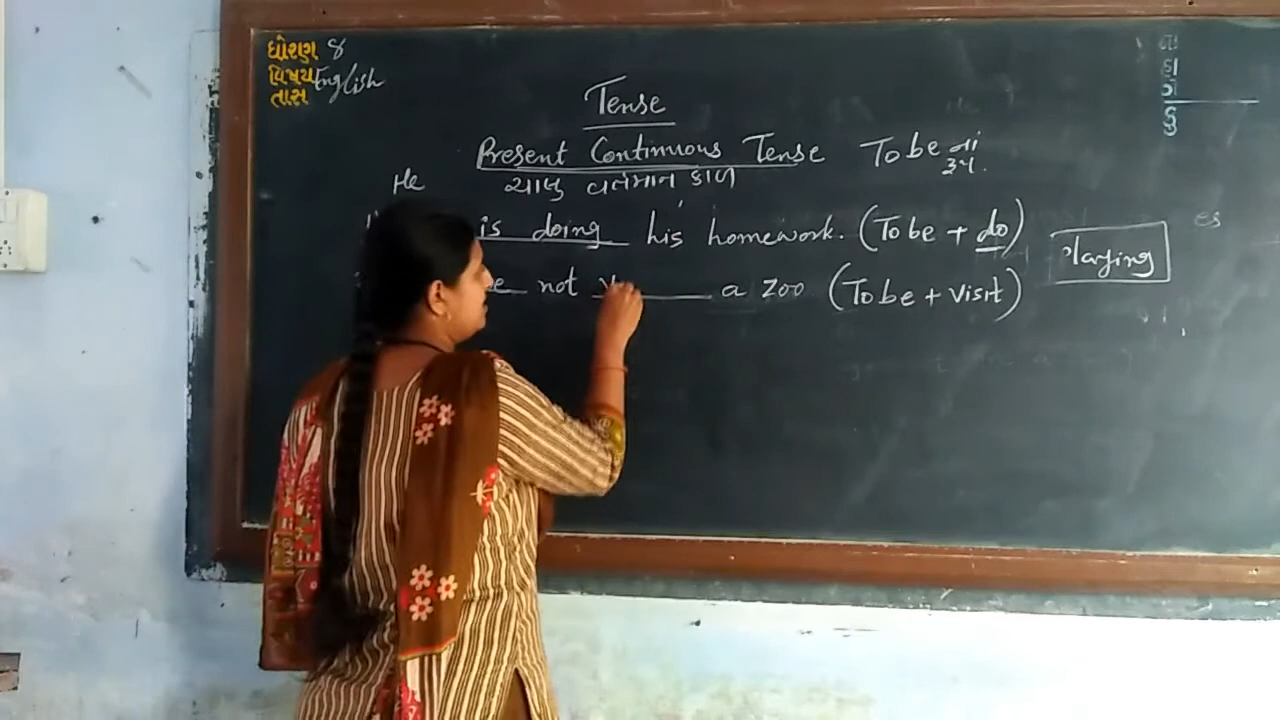 ધોરણ 8
વિષય English
તાસ
Tense
Present Continuous Tense To be નાં
રૂપ.
ચાલુ વર્તમાન કાળ
He
is doing his homework. (To be + do)
not a zoo (To be + visit)
playing
es